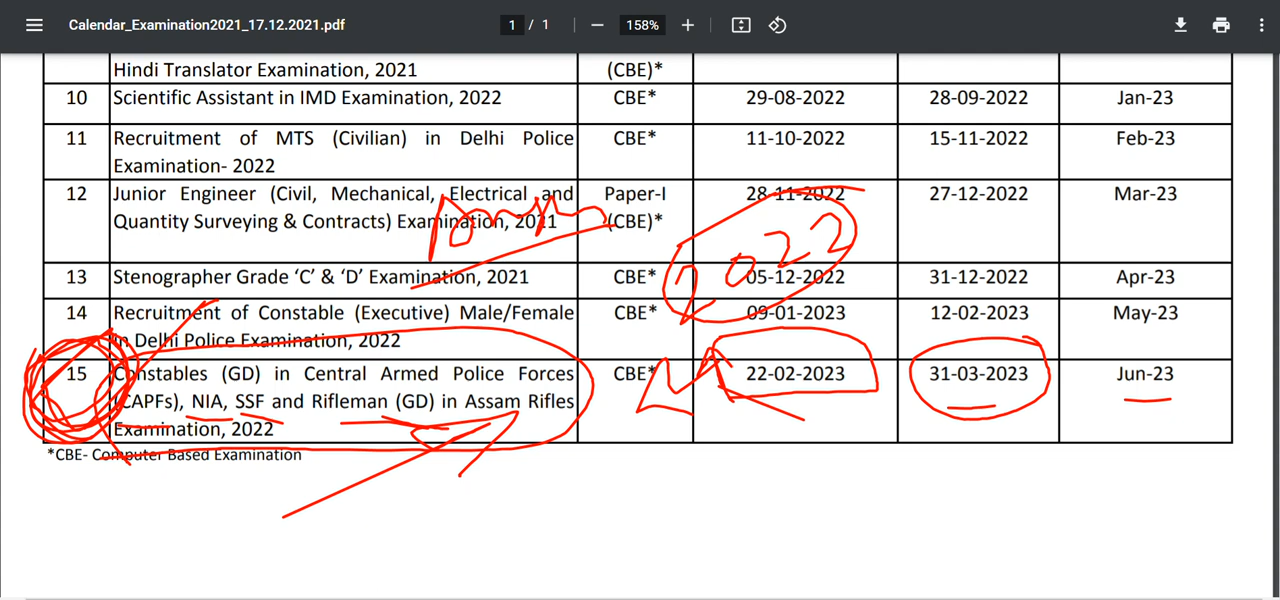 Calendar_Examination2021_17.12.2021.pdf
1 / 1
158%
Hindi Translator Examination, 2021 (CBE)*
10 Scientific Assistant in IMD Examination, 2022 CBE* 29-08-2022 28-09-2022 Jan-23
11 Recruitment of MTS (Civilian) in Delhi Police CBE* 11-10-2022 15-11-2022 Feb-23
Examination- 2022
12 Junior Engineer (Civil, Mechanical, Electrical and Paper-I 28-11-2022 27-12-2022 Mar-23
Quantity Surveying & Contracts) Examination, 2021 (CBE)*
2022
13 Stenographer Grade ‘C’ & ‘D’ Examination, 2021 CBE* 05-12-2022 31-12-2022 Apr-23
14 Recruitment of Constable (Executive) Male/Female CBE* 09-01-2023 12-02-2023 May-23
in Delhi Police Examination, 2022
15 Constables (GD) in Central Armed Police Forces CBE* 22-02-2023 31-03-2023 Jun-23
(CAPFs), NIA, SSF and Rifleman (GD) in Assam Rifles
Examination, 2022
*CBE- Computer Based Examination